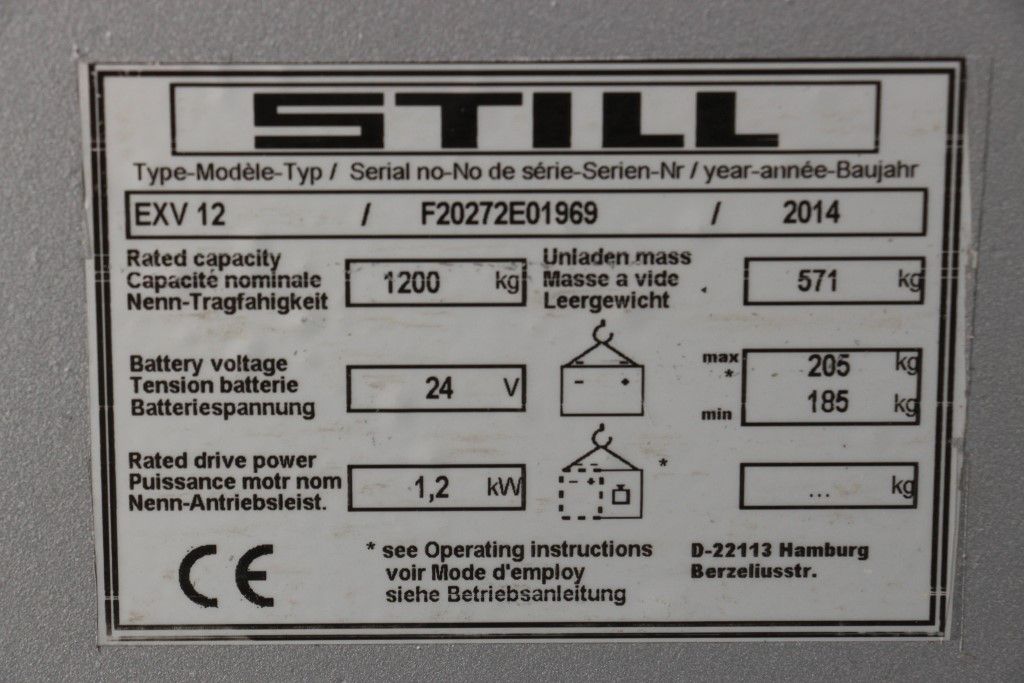 STILL
Type-Modèle-Typ / Serial no-No de série-Serien-Nr / year-année-Baujahr
EXV 12 / F20272E01969 / 2014
Rated capacity
Capacité nominale
Nenn-Tragfahigkeit
1200 kg
Unladen mass
Masse a vide
Leergewicht
571 kg
Battery voltage
Tension batterie
Batteriespannung
24 V
- +
max
*
min
205 kg
185 kg
Rated drive power
Puissance motr nom
Nenn-Antriebsleist.
1,2 kW
- +
*
... kg
CE
* see Operating instructions
voir Mode d'employ
siehe Betriebsanleitung
D-22113 Hamburg
Berzeliusstr.